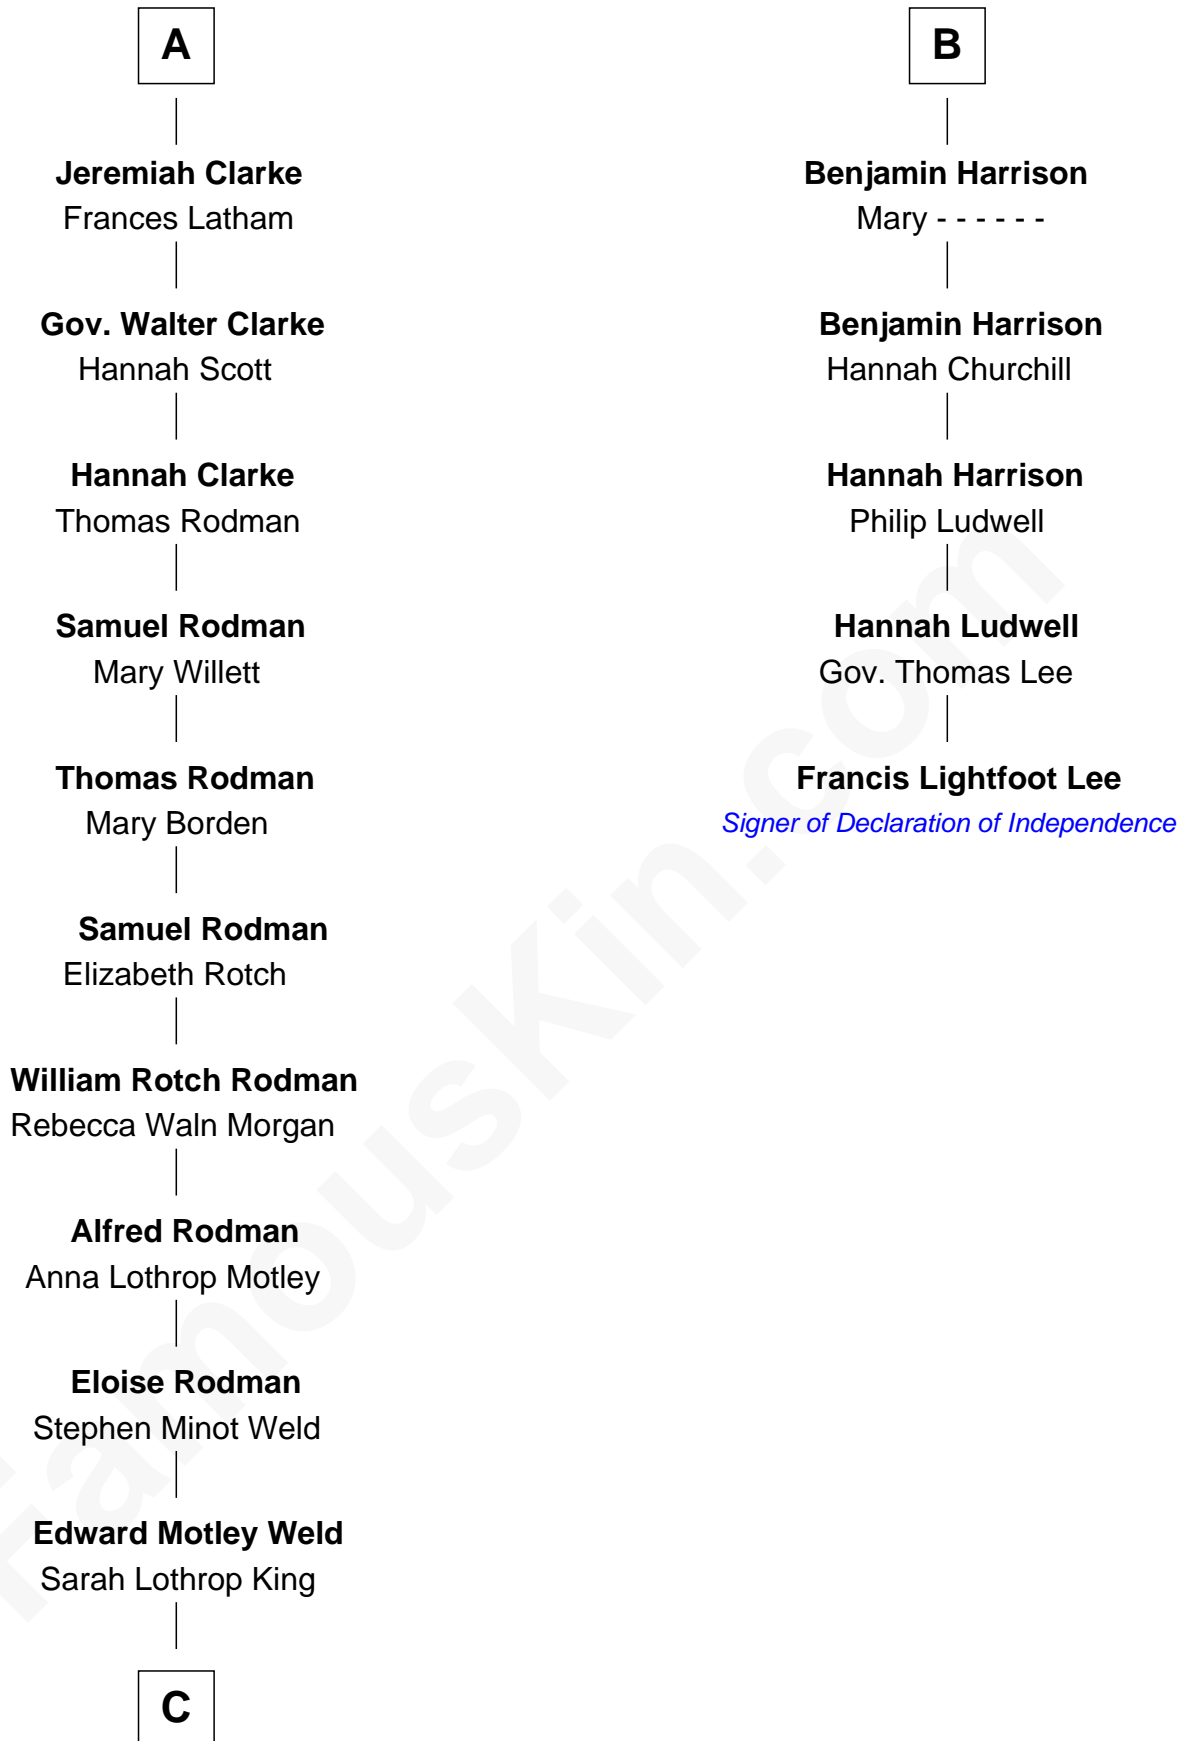 A
Jeremiah Clarke
Frances Latham
Gov. Walter Clarke
Hannah Scott
Hannah Clarke
Thomas Rodman
Samuel Rodman
Mary Willett
Thomas Rodman
Mary Borden
Samuel Rodman
Elizabeth Rotch
William Rotch Rodman
Rebecca Waln Morgan
Alfred Rodman
Anna Lothrop Motley
Eloise Rodman
Stephen Minot Weld
Edward Motley Weld
Sarah Lothrop King
C
B
Benjamin Harrison
Mary - - - - - -
Benjamin Harrison
Hannah Churchill
Hannah Harrison
Philip Ludwell
Hannah Ludwell
Gov. Thomas Lee
Francis Lightfoot Lee
Signer of Declaration of Independence
FamousKin.com